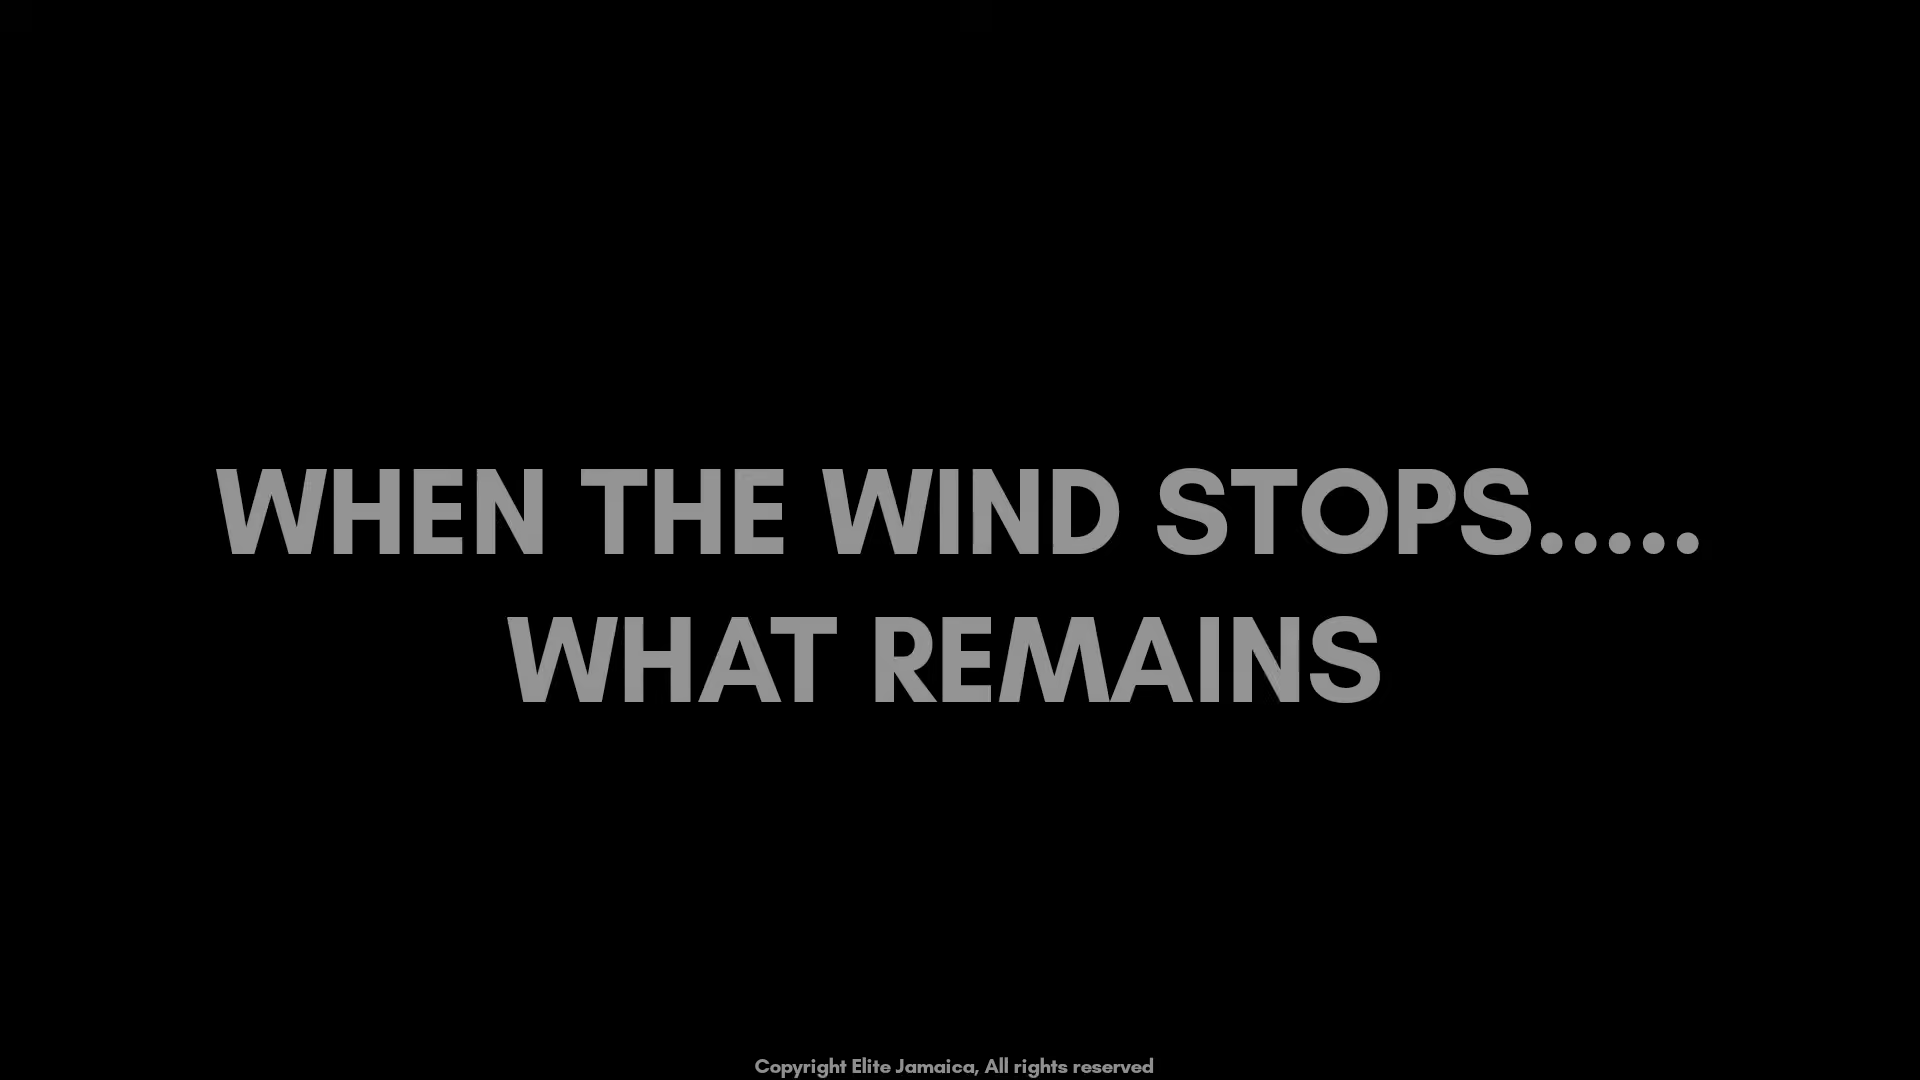 WHEN THE WIND STOPS.....
WHAT REMAINS
Copyright Elite Jamaica, All rights reserved